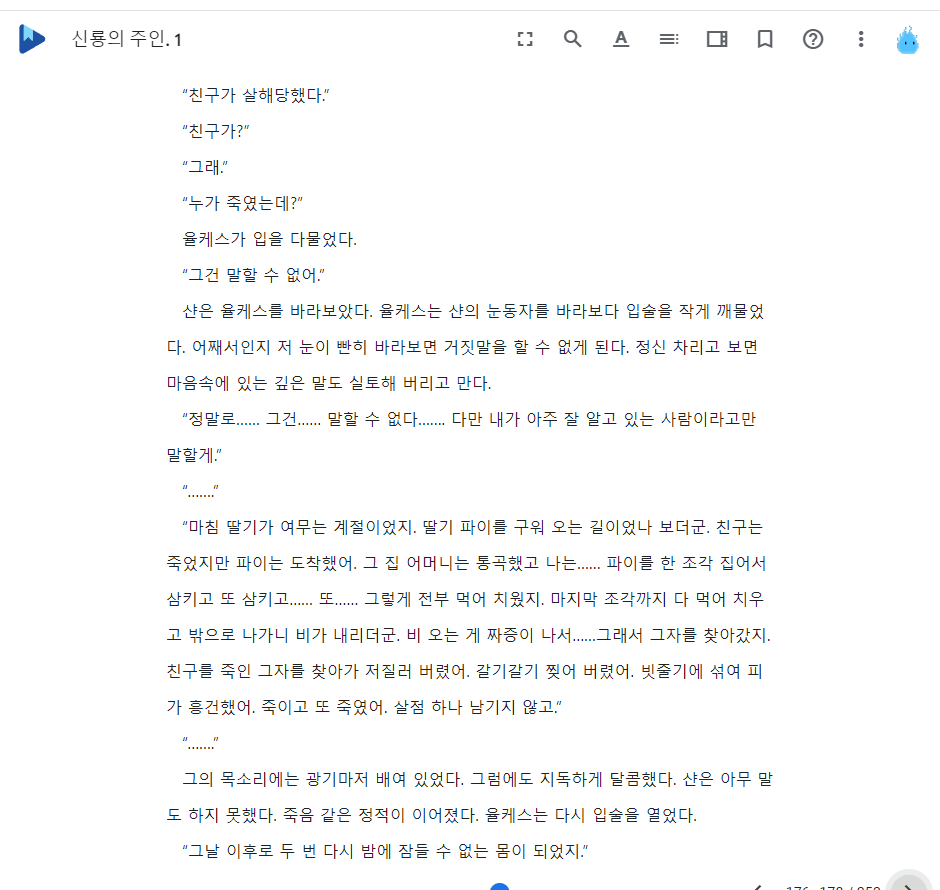 신룡의 주인. 1
“친구가 살해당했다.”
“친구가?”
“그래.”
“누가 죽였는데?”
율케스가 입을 다물었다.
“그건 말할 수 없어.”
샨은 율케스를 바라보았다. 율케스는 샨의 눈동자를 바라보다 입술을 작게 깨물었
다. 어째서인지 저 눈이 빤히 바라보면 거짓말을 할 수 없게 된다. 정신 차리고 보면
마음속에 있는 깊은 말도 실토해 버리고 만다.
“정말로...... 그건...... 말할 수 없다....... 다만 내가 아주 잘 알고 있는 사람이라고만
말할게.”
“.......”
“마침 딸기가 여무는 계절이었지. 딸기 파이를 구워 오는 길이었나 보더군. 친구는
죽었지만 파이는 도착했어. 그 집 어머니는 통곡했고 나는...... 파이를 한 조각 집어서
삼키고 또 삼키고...... 또...... 그렇게 전부 먹어 치웠지. 마지막 조각까지 다 먹어 치우
고 밖으로 나가니 비가 내리더군. 비 오는 게 짜증이 나서......그래서 그자를 찾아갔지.
친구를 죽인 그자를 찾아가 저질러 버렸어. 갈기갈기 찢어 버렸어. 빗줄기에 섞여 피
가 흥건했어. 죽이고 또 죽였어. 살점 하나 남기지 않고.”
“.......”
그의 목소리에는 광기마저 배여 있었다. 그럼에도 지독하게 달콤했다. 샨은 아무 말
도 하지 못했다. 죽음 같은 정적이 이어졌다. 율케스는 다시 입술을 열었다.
“그날 이후로 두 번 다시 밤에 잠들 수 없는 몸이 되었지.”